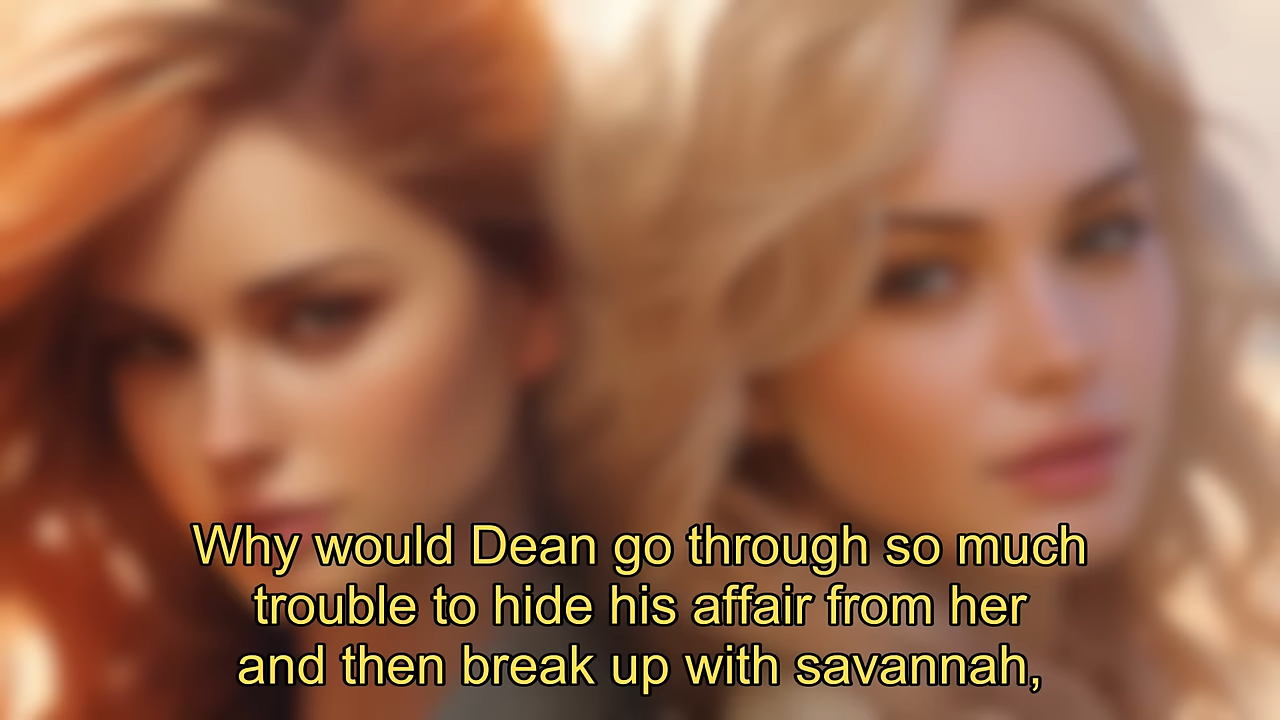 Why would Dean go through so much
trouble to hide his affair from her
and then break up with savannah,